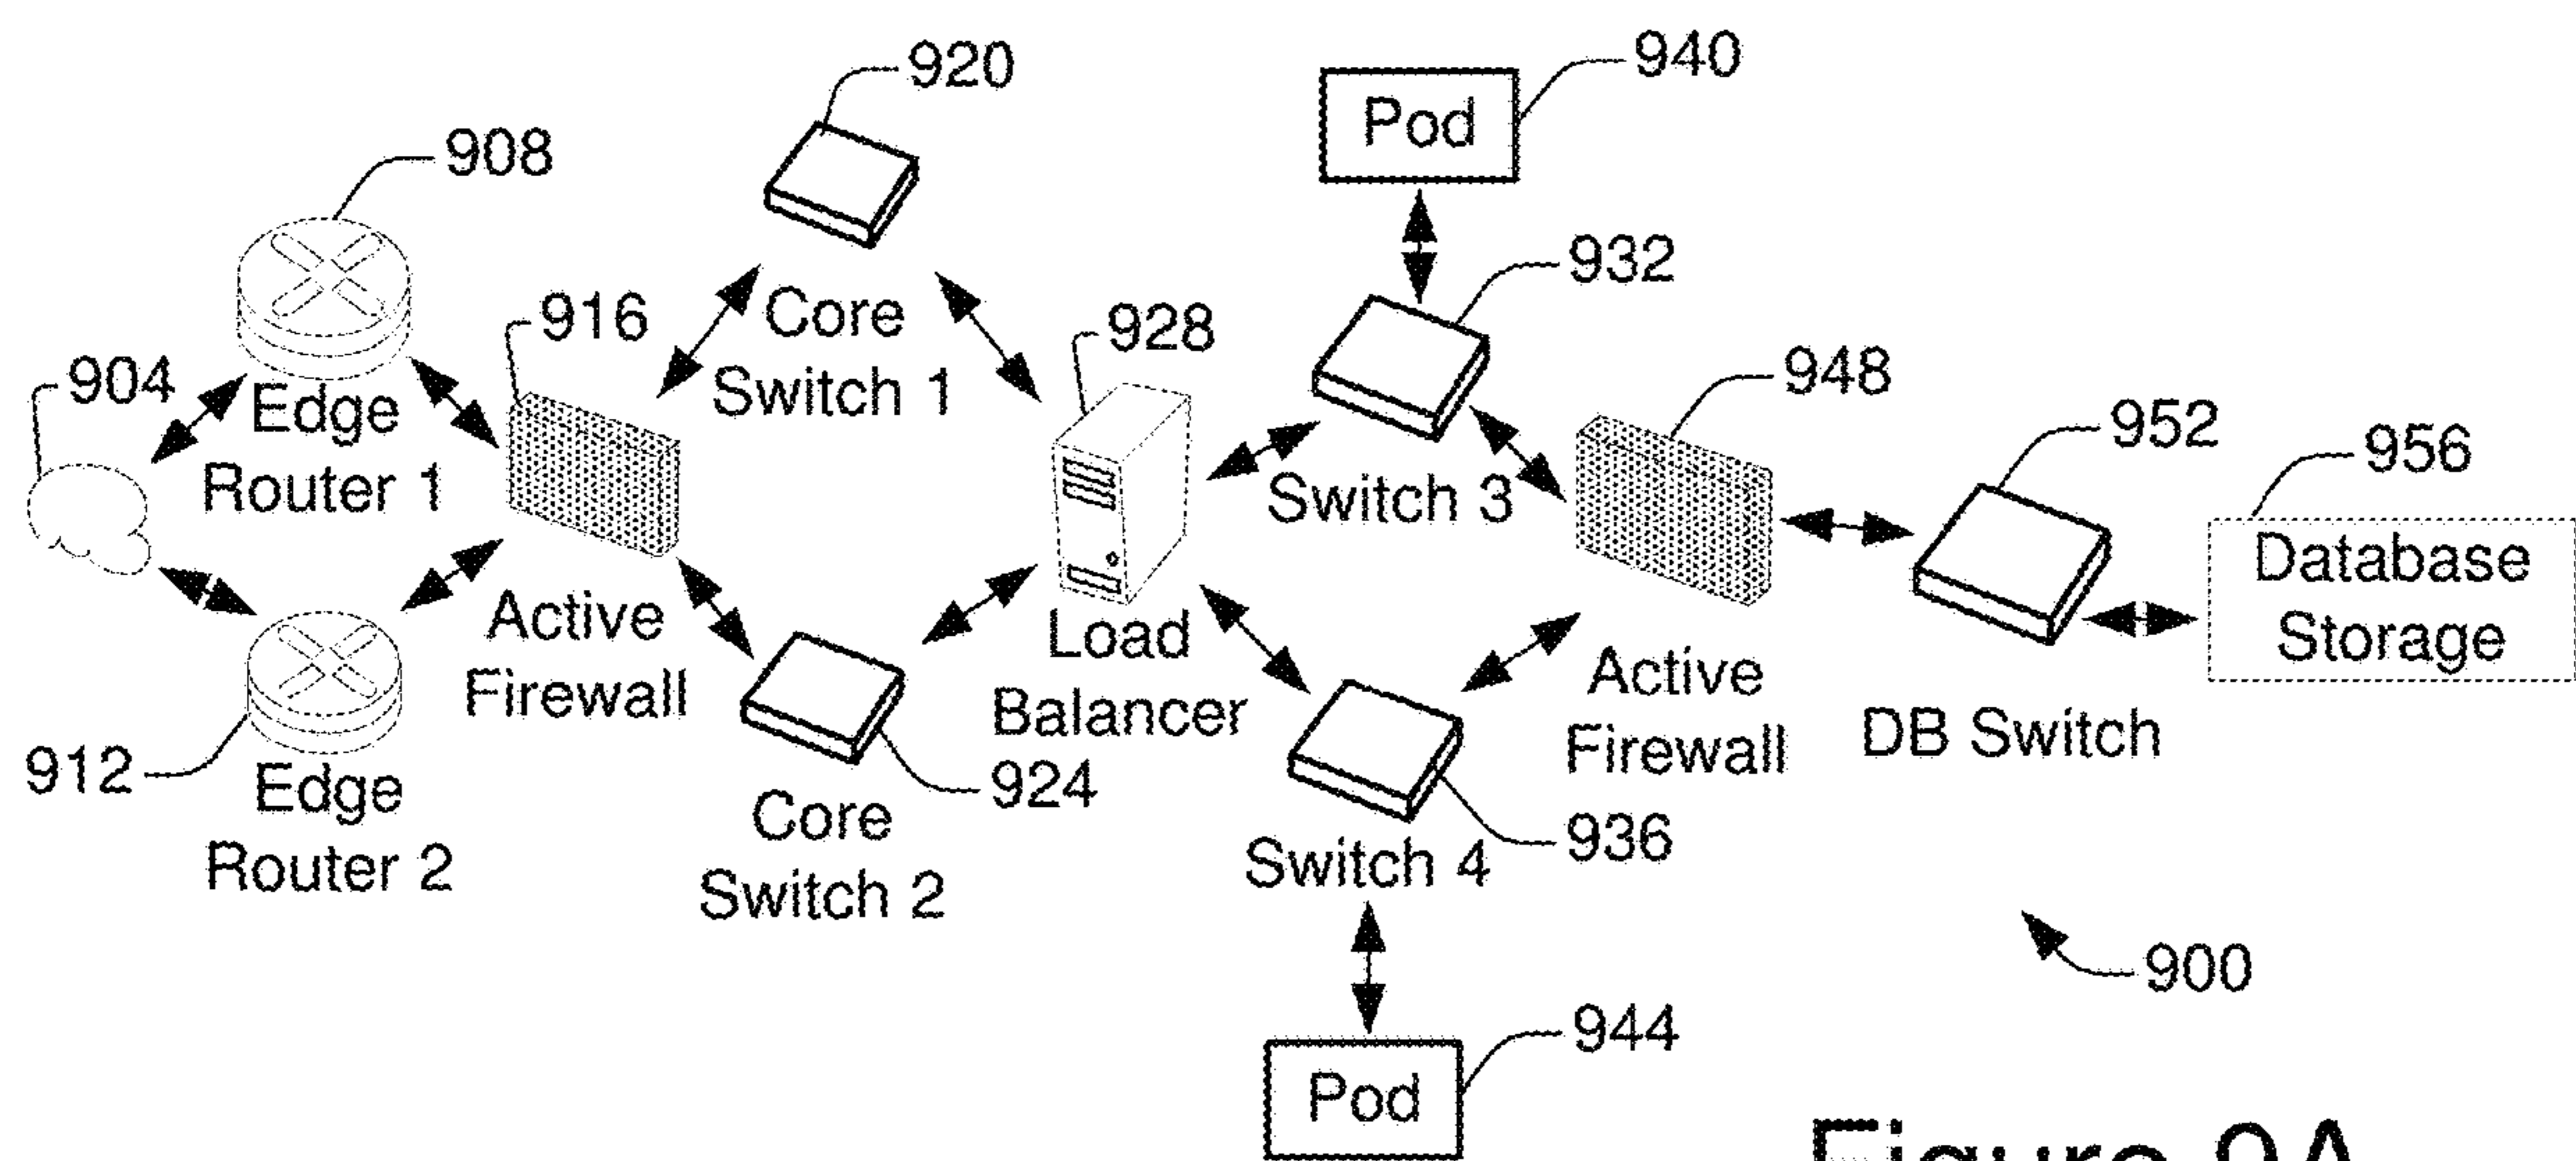 920
940
Pod
908
932
916
Core
Switch 1
928
948
904
Edge
Router 1
952
956
Switch 3
Database
Storage
Active
Firewall
Load
Balancer
Active
Firewall
DB Switch
912
Edge
Router 2
924
Core
Switch 2
936
Switch 4
900
944
Pod
Figure 9A